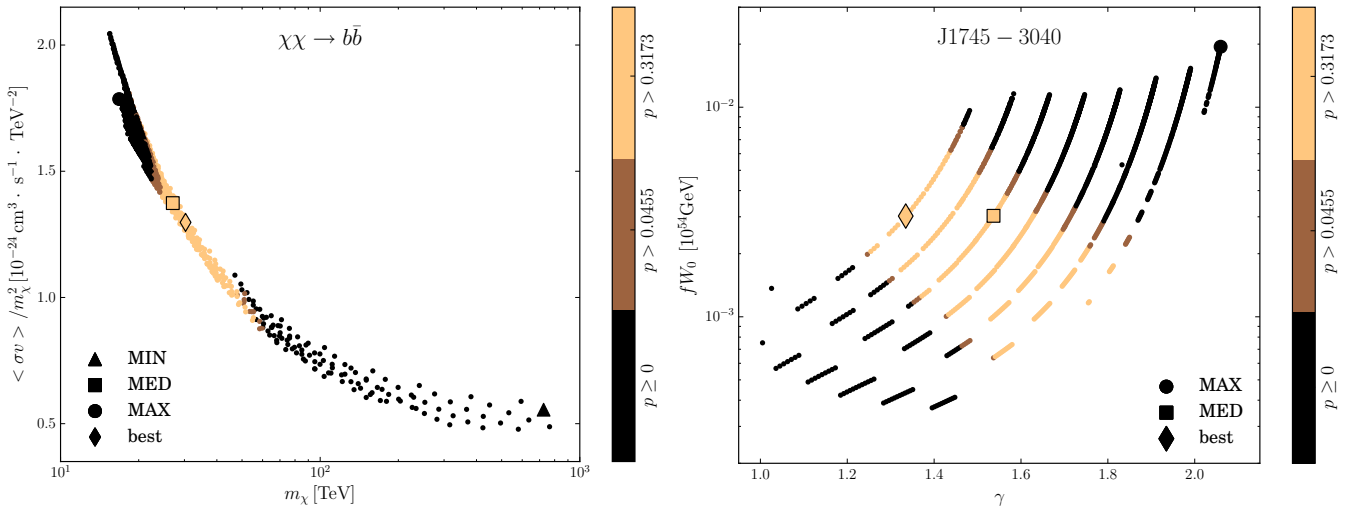 χχ → bb̄
2.0
1.5
1.0
0.5
< σv > /m²_χ [10⁻²⁴ cm³ · s⁻¹ · TeV⁻²]
MIN
MED
MAX
best
10¹
10²
10³
m_χ [TeV]
p > 0.3173
p > 0.0455
p ≥ 0
J1745 − 3040
10⁻²
10⁻³
fW₀ [10⁵⁴GeV]
MAX
MED
best
1.0
1.2
1.4
1.6
1.8
2.0
γ
p > 0.3173
p > 0.0455
p ≥ 0